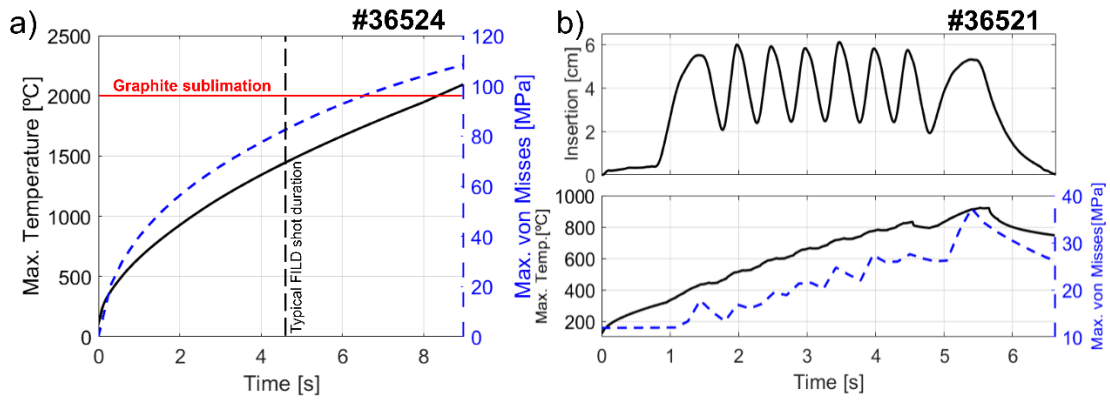 a)
#36524
2500
2000
1500
1000
500
0
Max. Temperature [ºC]
Graphite sublimation
Typical FILD shot duration
120
100
80
60
40
20
0
Max. von Misses [MPa]
0 2 4 6 8
Time [s]
b)
#36521
6
4
2
0
Insertion [cm]
1000
800
600
400
200
Max. Temp.[ºC]
40
30
20
10
Max. von Misses[MPa]
0 1 2 3 4 5 6
Time [s]